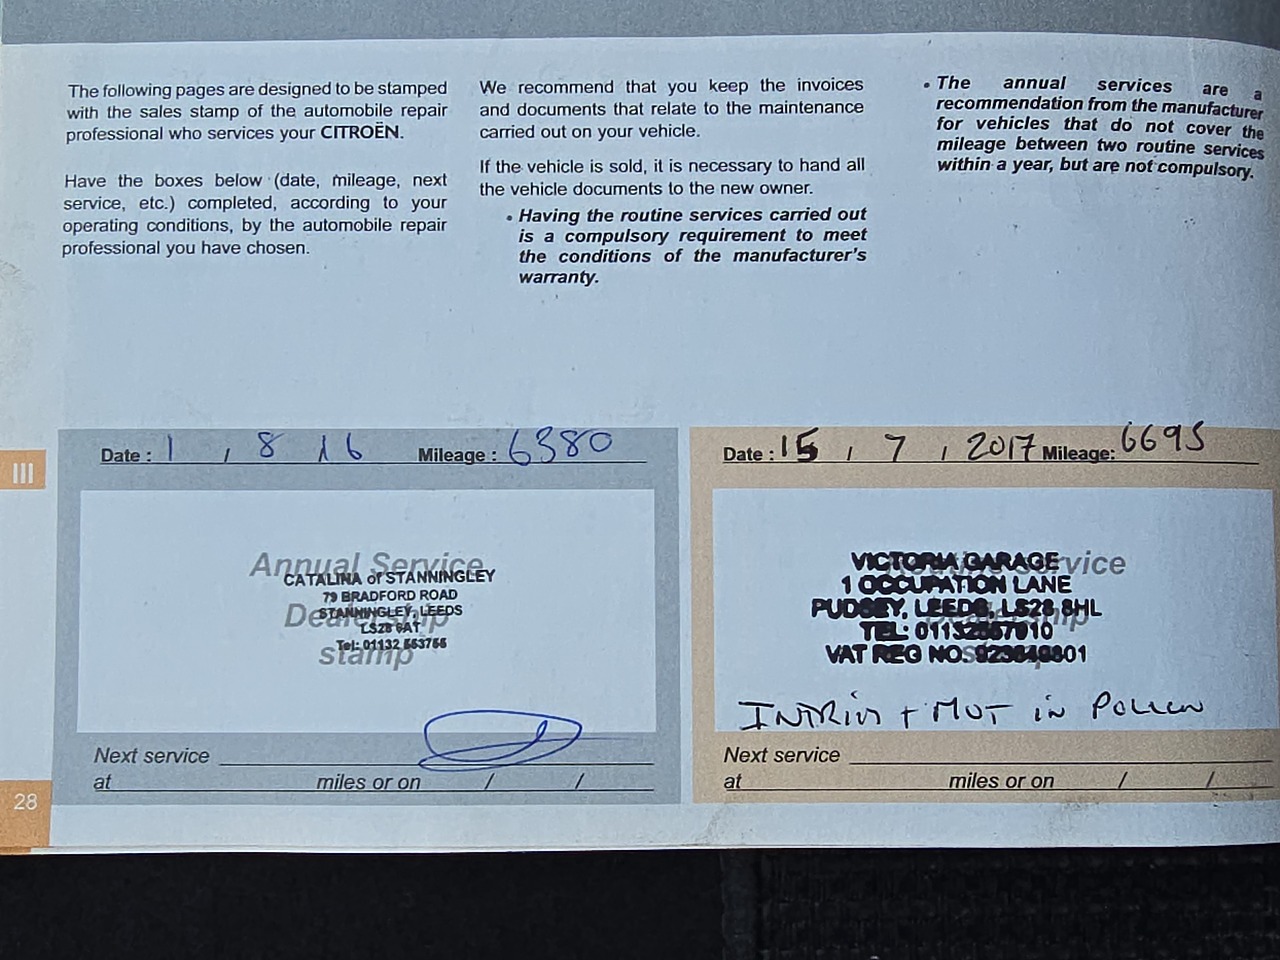 The following pages are designed to be stamped
with the sales stamp of the automobile repair
professional who services your CITROËN.
Have the boxes below (date, mileage, next
service, etc.) completed, according to your
operating conditions, by the automobile repair
professional you have chosen.
We recommend that you keep the invoices
and documents that relate to the maintenance
carried out on your vehicle.
If the vehicle is sold, it is necessary to hand all
the vehicle documents to the new owner.
• Having the routine services carried out
is a compulsory requirement to meet
the conditions of the manufacturer's
warranty.
• The annual services are a
recommendation from the manufacturer
for vehicles that do not cover the
mileage between two routine services
within a year, but are not compulsory.
III
Date : 1 / 8 16 Mileage : 6380
Annual Service
Dealership
stamp
CATALINA of STANNINGLEY
79 BRADFORD ROAD
STANNINGLEY, LEEDS
LS28 6AT
Tel: 01132
Next service
at miles or on / /
Date : 15 / 7 / 2017 Mileage: 6695
Service
VICTORIA GARAGE
1 OCCUPATION LANE
PUDSEY, LEEDS, LS28 8HL
TEL:
VAT REG NO.
+ MOT in
Next service
at miles or on / /
28